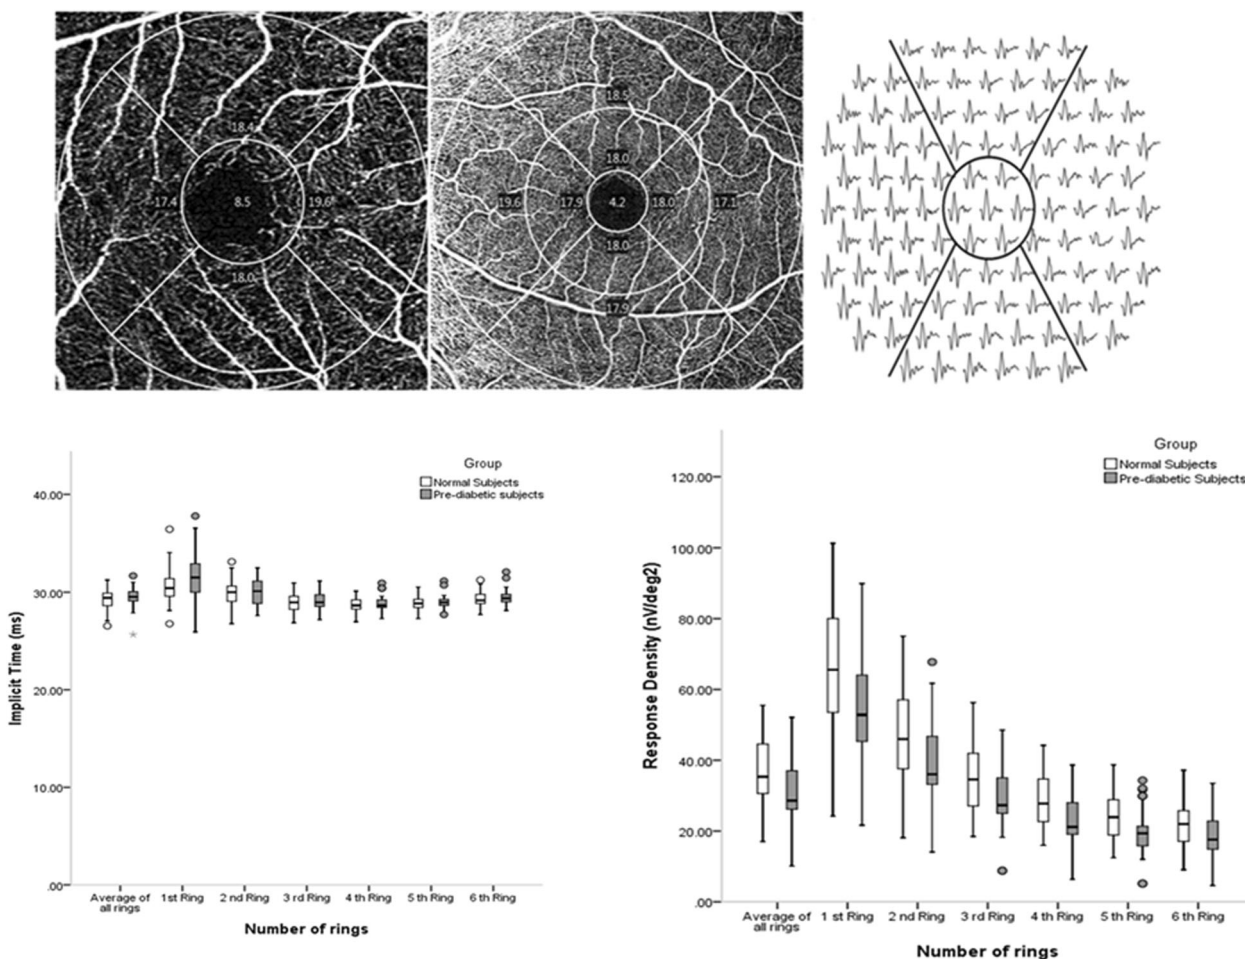 18.4
17.4 8.5 19.6
18.0
18.5
18.0
19.6 17.9 4.2 18.0 17.1
18.0
17.9
Group
Normal Subjects
Pre-diabetic subjects
40.00
30.00
20.00
10.00
.00
Implicit Time (ms)
Average of all rings 1st Ring 2 nd Ring 3 rd Ring 4 th Ring 5 th Ring 6 th Ring
Number of rings
Group
Normal Subjects
Pre-diabetic Subjects
120.00
100.00
80.00
60.00
40.00
20.00
.00
Response Density (nV/deg2)
Average of all rings 1 st Ring 2 nd Ring 3 rd Ring 4 th Ring 5 th Ring 6 th Ring
Number of rings